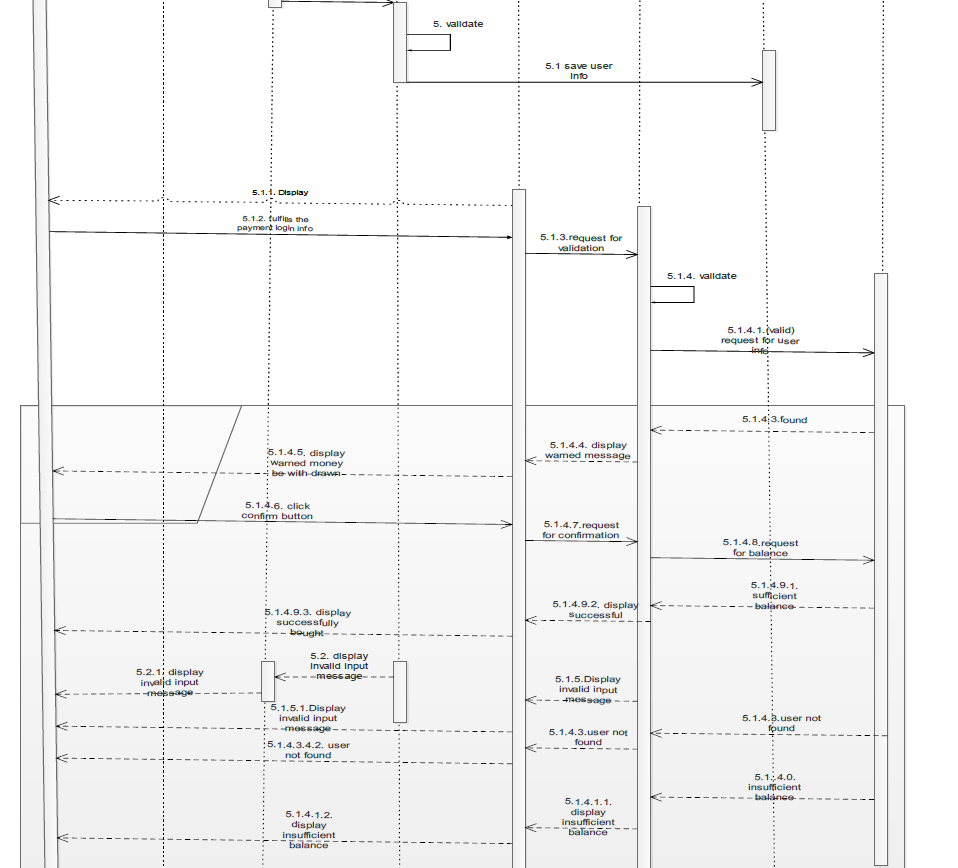 5. validate
5.1 save user
info
5.1.1. Display
5.1.2. fulfills the
payment login info
5.1.3.request for
validation
5.1.4. validate
5.1.4.1.(valid)
request for user
info
5.1.4.3.found
5.1.4.4. display
warned message
5.1.4.5. display
warned money
be with drawn
5.1.4.6. click
confirm button
5.1.4.7.request
for confirmation
5.1.4.8.request
for balance
5.1.4.9.1.
sufficient
balance
5.1.4.9.2. display
successful
5.1.4.9.3. display
successfully
bought
5.2. display
invalid input
message
5.2.1. display
invalid input
message
5.1.5.Display
invalid input
message
5.1.5.1.Display
invalid input
message
5.1.4.3.user not
found
5.1.4.3.user not
found
5.1.4.3.4.2. user
not found
5.1..4.0.
insufficient
balance
5.1.4.1.1.
display
insufficient
balance
5.1.4.1.2.
display
insufficient
balance